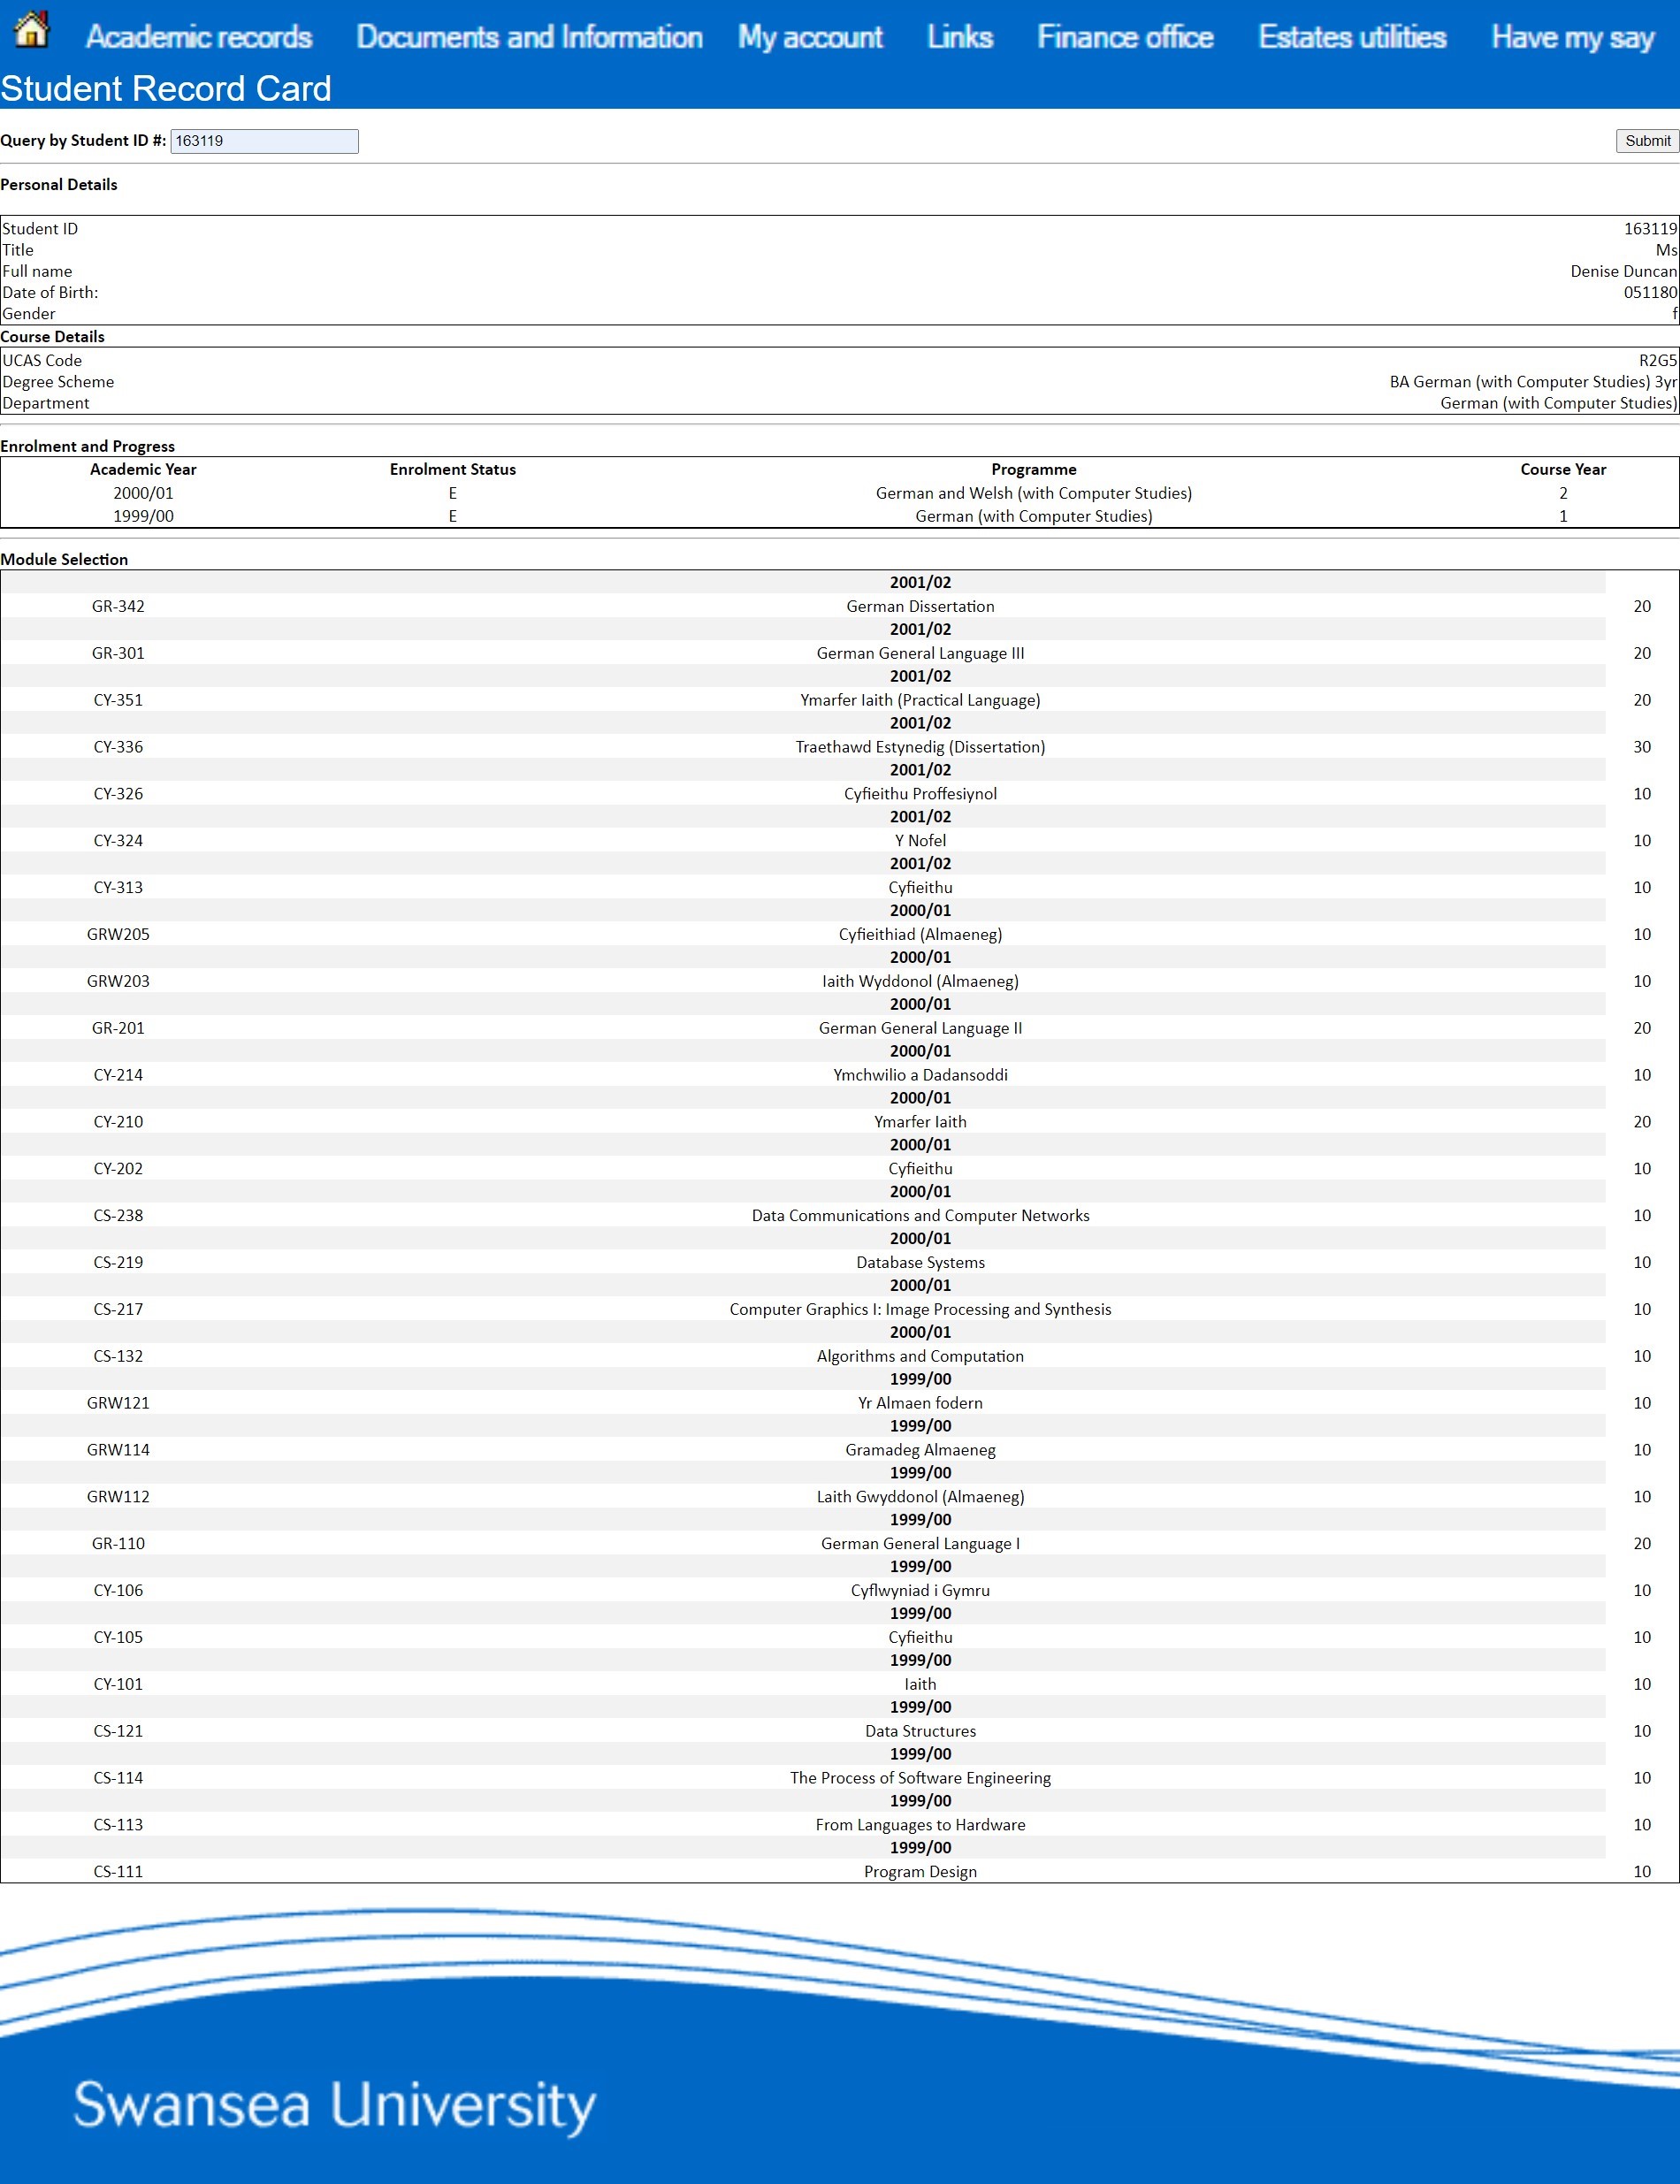 Academic records Documents and Information My account Links Finance office Estates utilities Have my say
Student Record Card
Query by Student ID #: 163119 Submit
Personal Details
Student ID 163119
Title Ms
Full name Denise Duncan
Date of Birth: 051180
Gender f
Course Details
UCAS Code R2G5
Degree Scheme BA German (with Computer Studies) 3yr
Department German (with Computer Studies)
Enrolment and Progress
Academic Year Enrolment Status Programme Course Year
2000/01 E German and Welsh (with Computer Studies) 2
1999/00 E German (with Computer Studies) 1
Module Selection
2001/02
GR-342 German Dissertation 20
2001/02
GR-301 German General Language III 20
2001/02
CY-351 Ymarfer Iaith (Practical Language) 20
2001/02
CY-336 Traethawd Estynedig (Dissertation) 30
2001/02
CY-326 Cyfieithu Proffesiynol 10
2001/02
CY-324 Y Nofel 10
2001/02
CY-313 Cyfieithu 10
2000/01
GRW205 Cyfieithiad (Almaeneg) 10
2000/01
GRW203 Iaith Wyddonol (Almaeneg) 10
2000/01
GR-201 German General Language II 20
2000/01
CY-214 Ymchwilio a Dadansoddi 10
2000/01
CY-210 Ymarfer Iaith 20
2000/01
CY-202 Cyfieithu 10
2000/01
CS-238 Data Communications and Computer Networks 10
2000/01
CS-219 Database Systems 10
2000/01
CS-217 Computer Graphics I: Image Processing and Synthesis 10
2000/01
CS-132 Algorithms and Computation 10
1999/00
GRW121 Yr Almaen fodern 10
1999/00
GRW114 Gramadeg Almaeneg 10
1999/00
GRW112 Laith Gwyddonol (Almaeneg) 10
1999/00
GR-110 German General Language I 20
1999/00
CY-106 Cyflwyniad i Gymru 10
1999/00
CY-105 Cyfieithu 10
1999/00
CY-101 Iaith 10
1999/00
CS-121 Data Structures 10
1999/00
CS-114 The Process of Software Engineering 10
1999/00
CS-113 From Languages to Hardware 10
1999/00
CS-111 Program Design 10
Swansea University